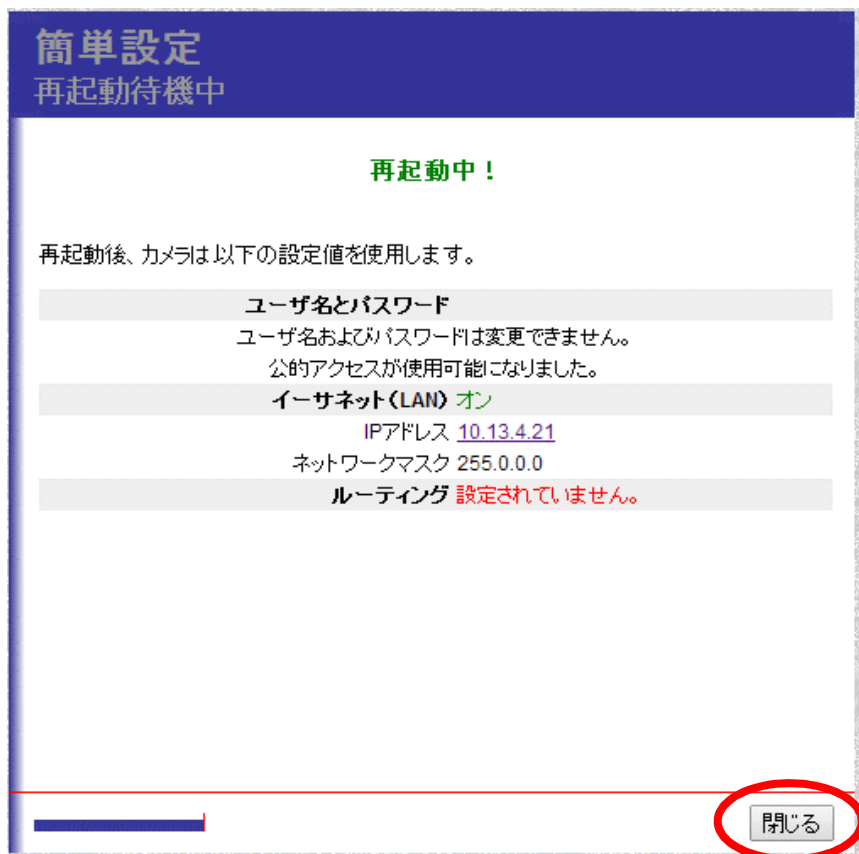 簡単設定
再起動待機中
再起動中！
再起動後、カメラは以下の設定値を使用します。
ユーザ名とパスワード
ユーザ名およびパスワードは変更できません。
公的アクセスが使用可能になりました。
イーサネット(LAN) オン
IPアドレス 10.13.4.21
ネットワークマスク 255.0.0.0
ルーティング 設定されていません。
閉じる